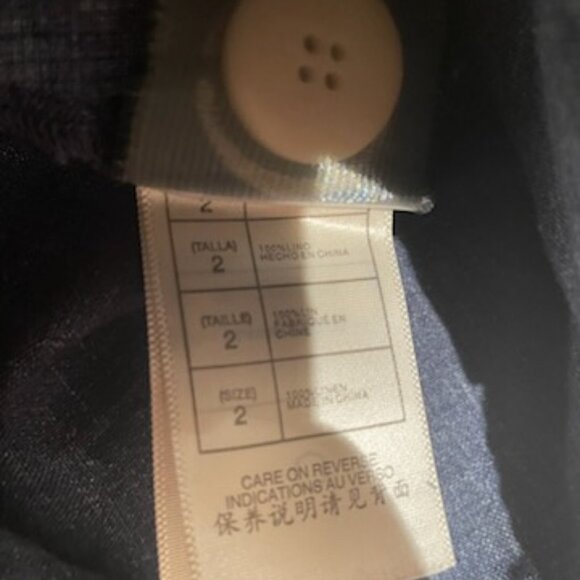 2
(TALLA)
2
100% LINO
HECHO EN CHINA
(TAILLE)
2
100% LIN
FABRIQUE EN
CHINE
(SIZE)
2
100% LINEN
MADE IN CHINA
CARE ON REVERSE
INDICATIONS AU VERSO
保养说明请见背面